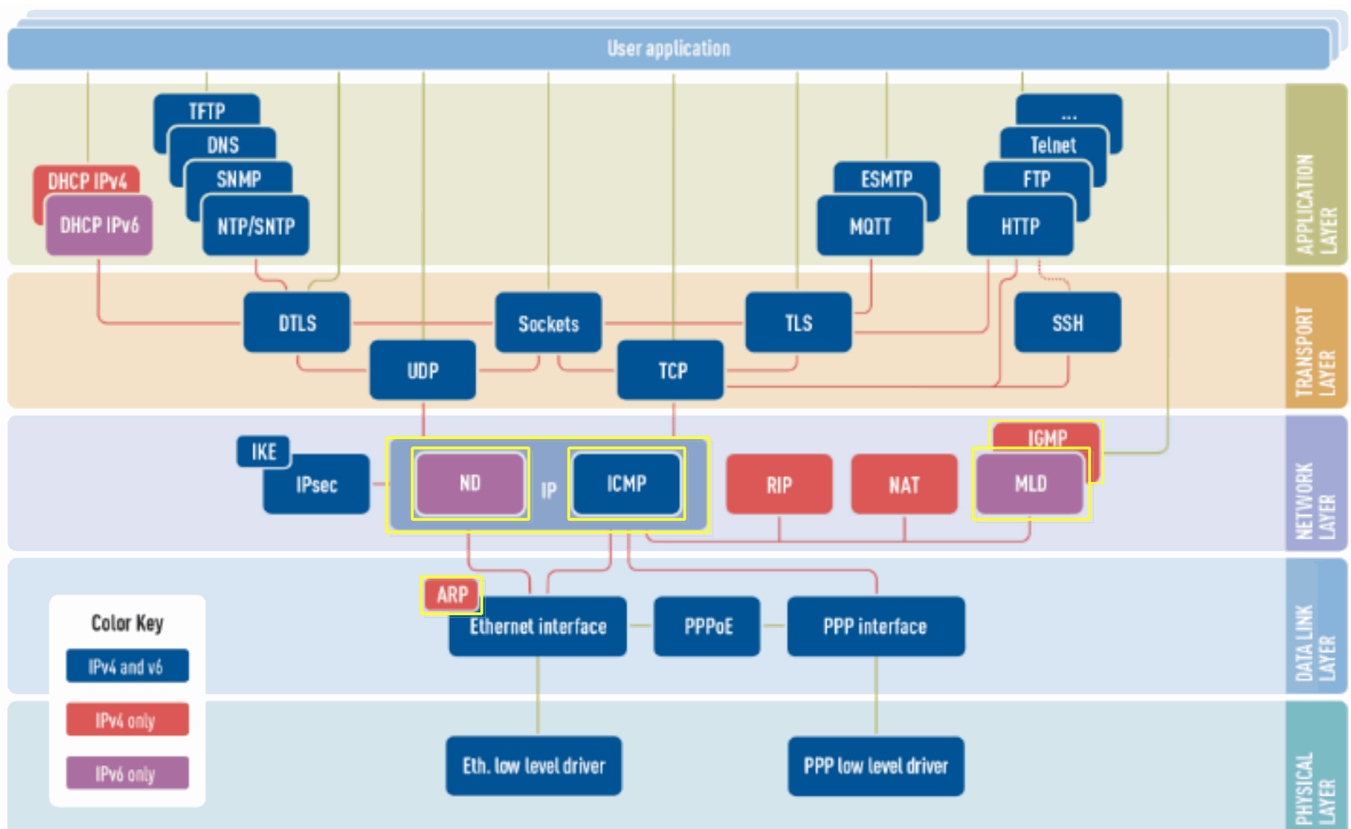 User application
TFTP
DNS
SNMP
NTP/SNTP
DHCP IPv4
DHCP IPv6
ESMTP
MQTT
...
Telnet
FTP
HTTP
APPLICATION
LAYER
DTLS
Sockets
TLS
SSH
UDP
TCP
TRANSPORT
LAYER
IKE
IPsec
ND
IP
ICMP
RIP
NAT
IGMP
MLD
NETWORK
LAYER
ARP
Ethernet interface
PPPoE
PPP interface
DATA LINK
LAYER
Color Key
IPv4 and v6
IPv4 only
IPv6 only
Eth. low level driver
PPP low level driver
PHYSICAL
LAYER